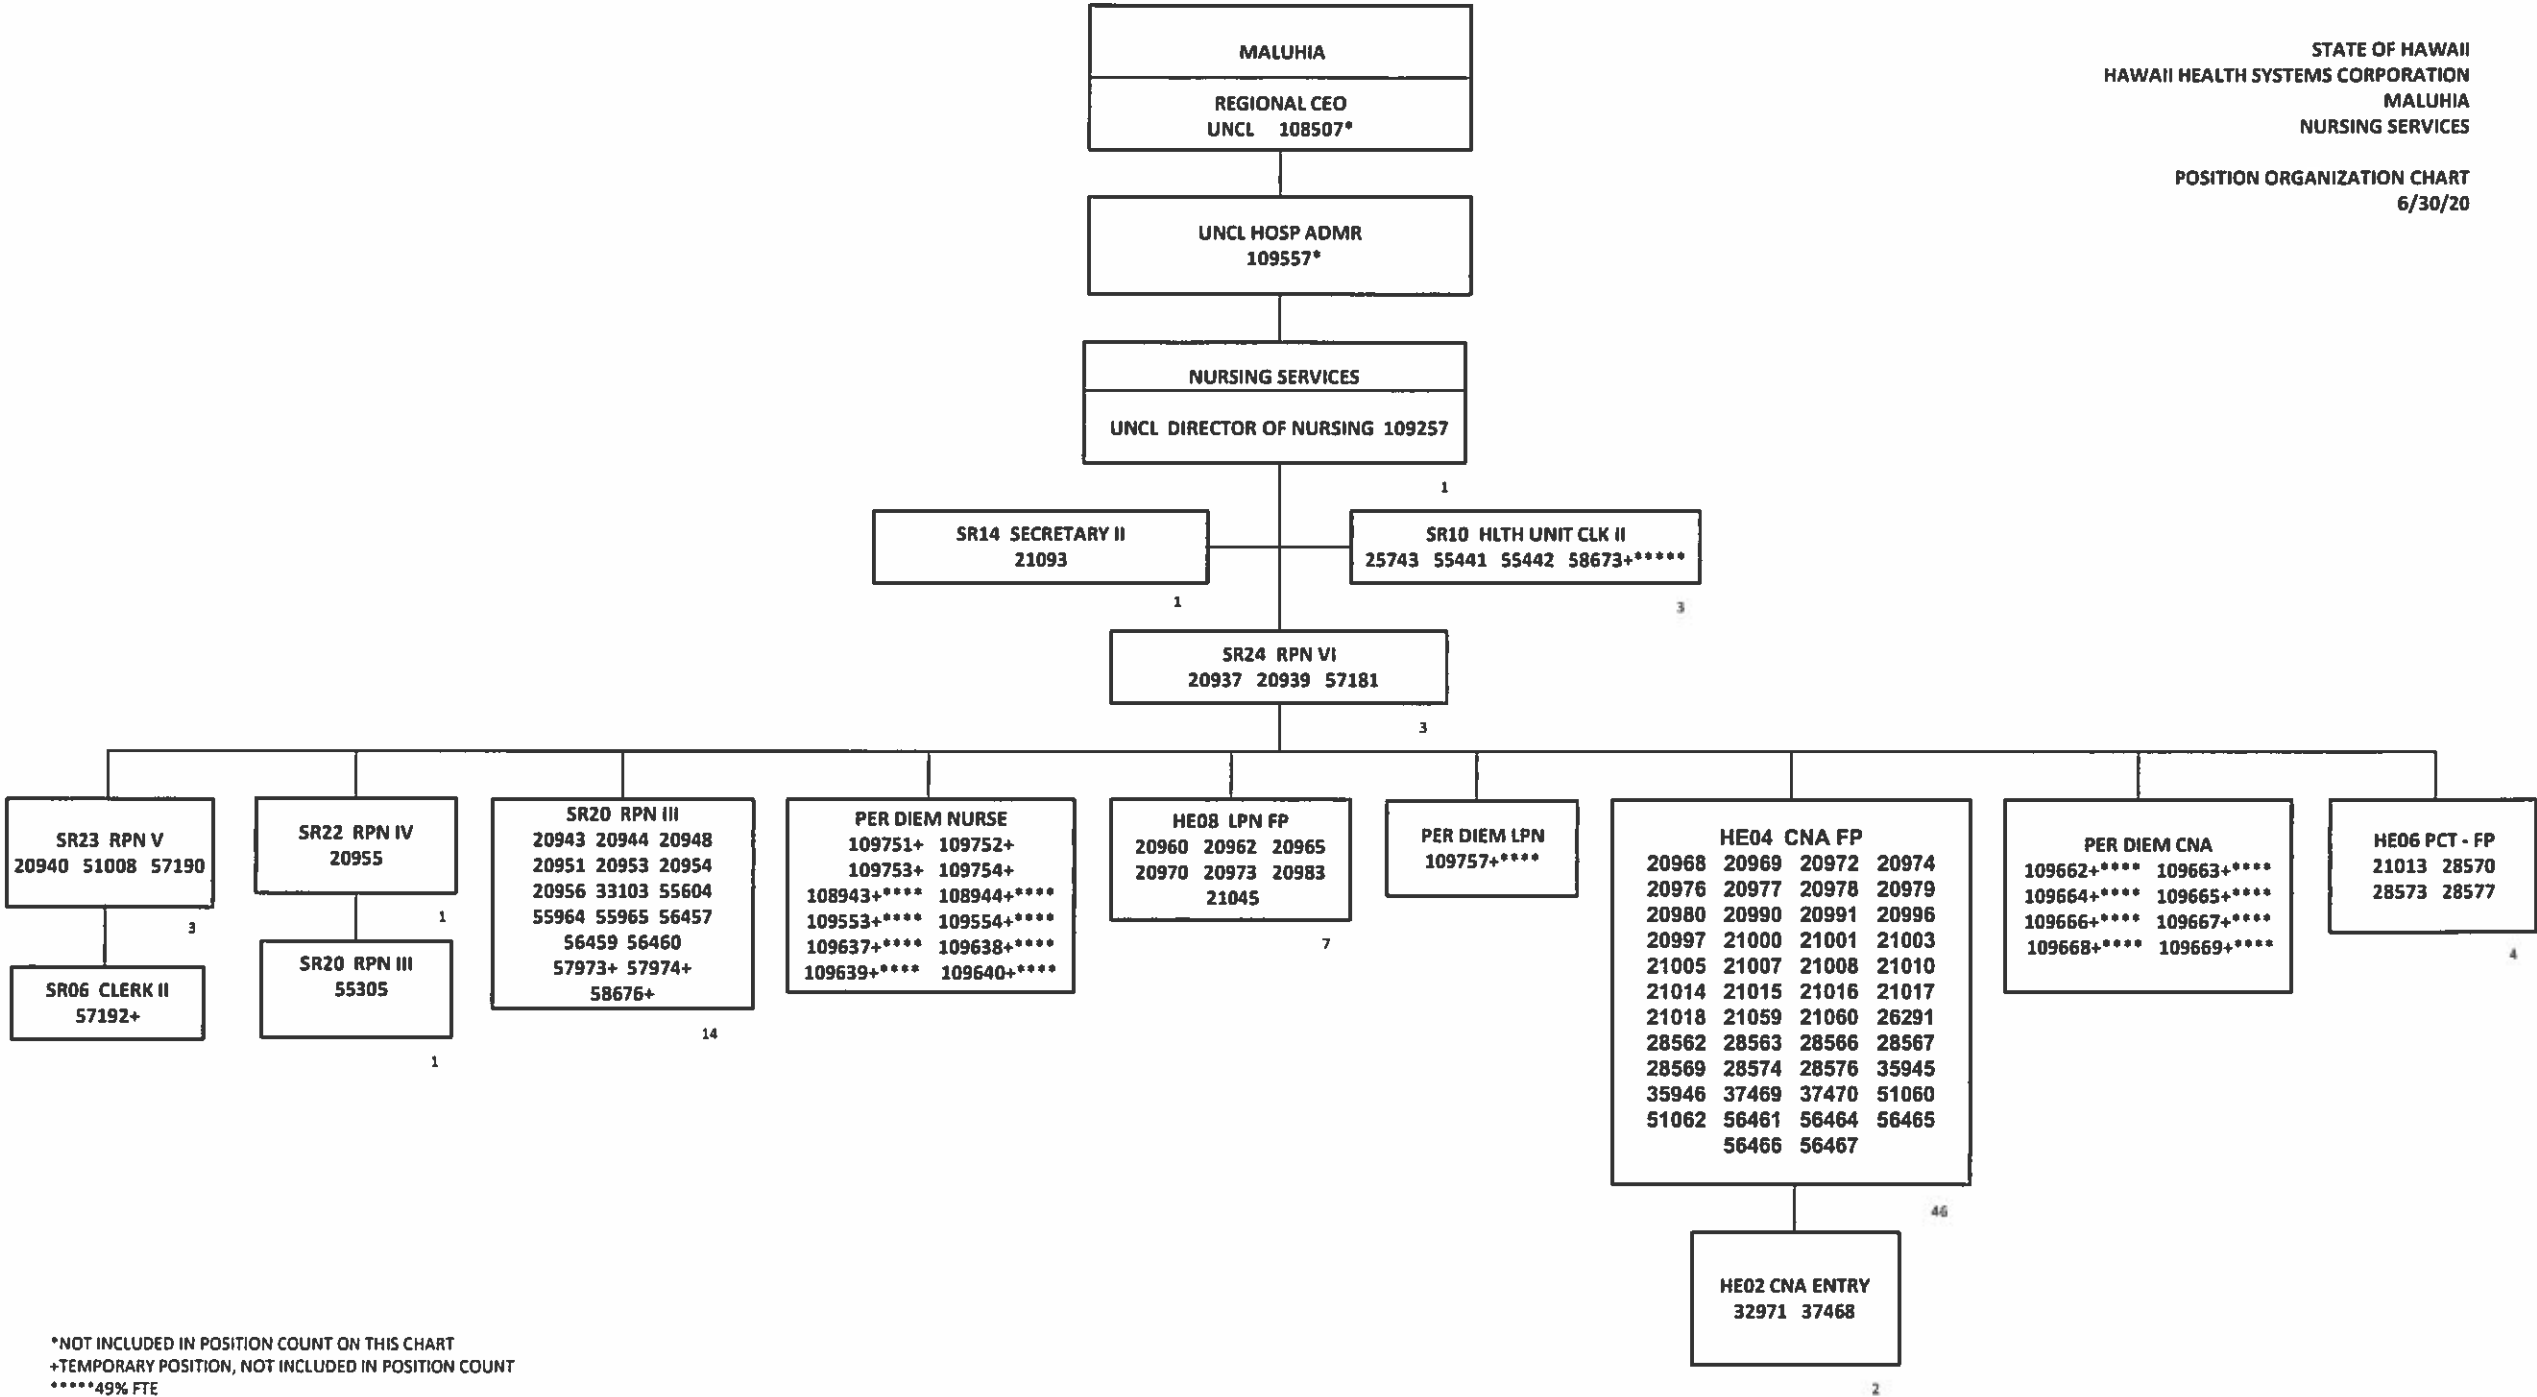 STATE OF HAWAII
HAWAII HEALTH SYSTEMS CORPORATION
MALUHIA
NURSING SERVICES
POSITION ORGANIZATION CHART
6/30/20
MALUHIA
REGIONAL CEO
UNCL 108507*
UNCL HOSP ADMR
109557*
NURSING SERVICES
UNCL DIRECTOR OF NURSING 109257
1
SR14 SECRETARY II
21093
1
SR10 HLTH UNIT CLK II
25743 55441 55442 58673+*****
3
SR24 RPN VI
20937 20939 57181
3
SR23 RPN V
20940 51008 57190
3
SR06 CLERK II
57192+
SR22 RPN IV
20955
1
SR20 RPN III
55305
1
SR20 RPN III
20943 20944 20948
20951 20953 20954
20956 33103 55604
55964 55965 56457
56459 56460
57973+ 57974+
58676+
14
PER DIEM NURSE
109751+ 109752+
109753+ 109754+
108943+**** 108944+****
109553+**** 109554+****
109637+**** 109638+****
109639+**** 109640+****
HE08 LPN FP
20960 20962 20965
20970 20973 20983
21045
7
PER DIEM LPN
109757+****
HE04 CNA FP
20968 20969 20972 20974
20976 20977 20978 20979
20980 20990 20991 20996
20997 21000 21001 21003
21005 21007 21008 21010
21014 21015 21016 21017
21018 21059 21060 26291
28562 28563 28566 28567
28569 28574 28576 35945
35946 37469 37470 51060
51062 56461 56464 56465
56466 56467
46
HE02 CNA ENTRY
32971 37468
2
PER DIEM CNA
109662+**** 109663+****
109664+**** 109665+****
109666+**** 109667+****
109668+**** 109669+****
HE06 PCT - FP
21013 28570
28573 28577
4
*NOT INCLUDED IN POSITION COUNT ON THIS CHART
+TEMPORARY POSITION, NOT INCLUDED IN POSITION COUNT
*****49% FTE